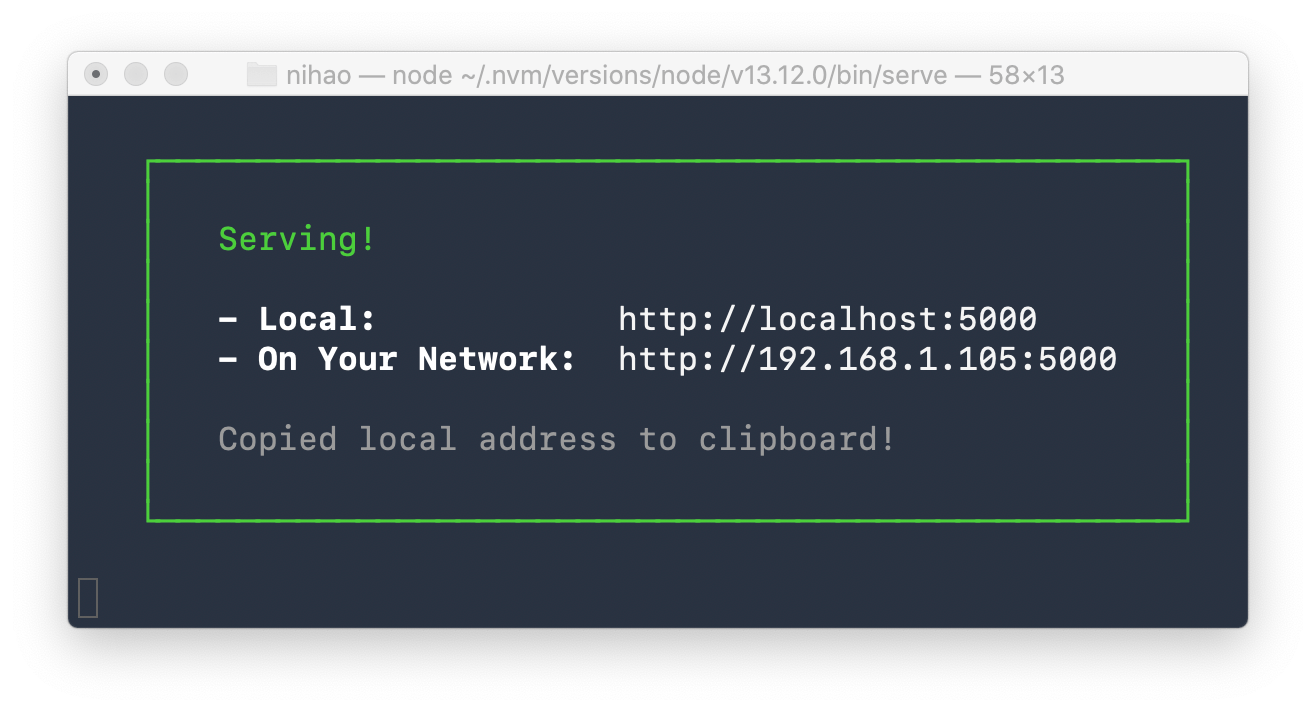 nihao — node ~/.nvm/versions/node/v13.12.0/bin/serve — 58×13
Serving!
- Local: http://localhost:5000
- On Your Network: http://192.168.1.105:5000
Copied local address to clipboard!